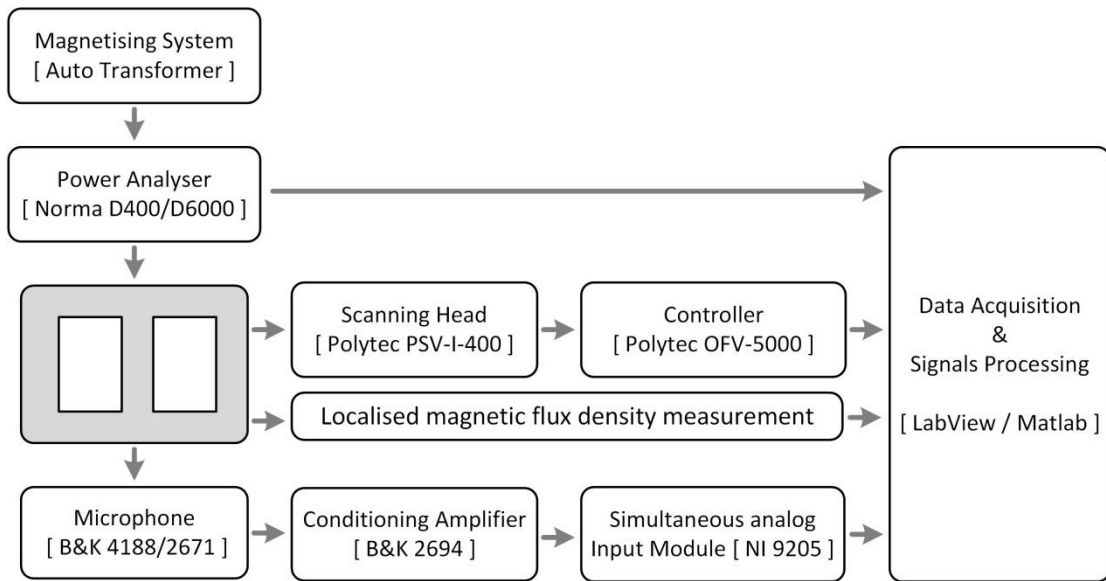 Magnetising System
[ Auto Transformer ]
Power Analyser
[ Norma D400/D6000 ]
Scanning Head
[ Polytec PSV-I-400 ]
Controller
[ Polytec OFV-5000 ]
Localised magnetic flux density measurement
Microphone
[ B&K 4188/2671 ]
Conditioning Amplifier
[ B&K 2694 ]
Simultaneous analog
Input Module [ NI 9205 ]
Data Acquisition
&
Signals Processing
[ LabView / Matlab ]